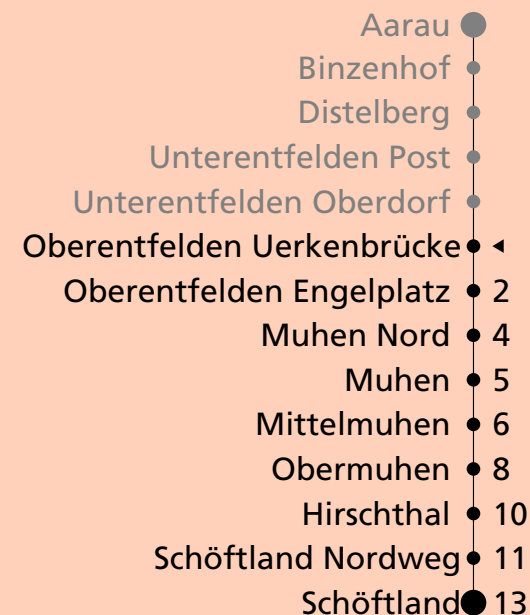 Aarau
Binzenhof
Distelberg
Unterentfelden Post
Unterentfelden Oberdorf
Oberentfelden Uerkenbrücke
Oberentfelden Engelplatz 2
Muhen Nord 4
Muhen 5
Mittelmuhen 6
Obermuhen 8
Hirschthal 10
Schöftland Nordweg 11
Schöftland 13